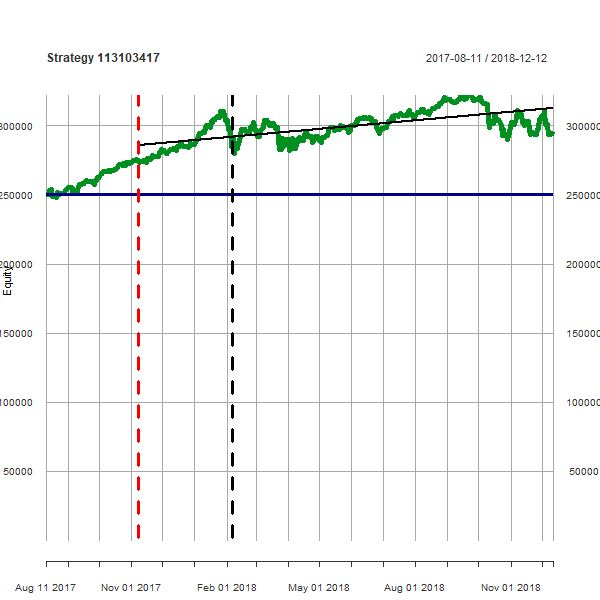 Strategy 113103417
2017-08-11 / 2018-12-12
300000
300000
250000
250000
200000
200000
Equity
150000
150000
100000
100000
50000
50000
Aug 11 2017
Nov 01 2017
Feb 01 2018
May 01 2018
Aug 01 2018
Nov 01 2018